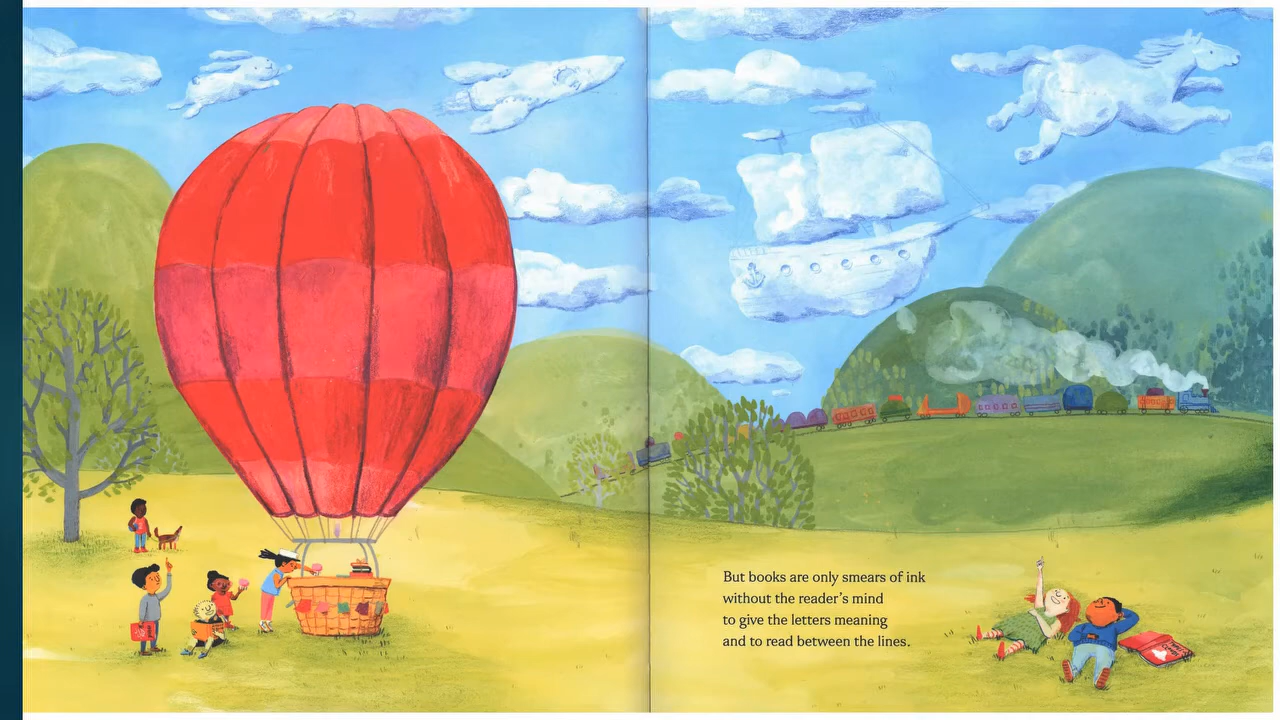 But books are only smears of ink
without the reader's mind
to give the letters meaning
and to read between the lines.